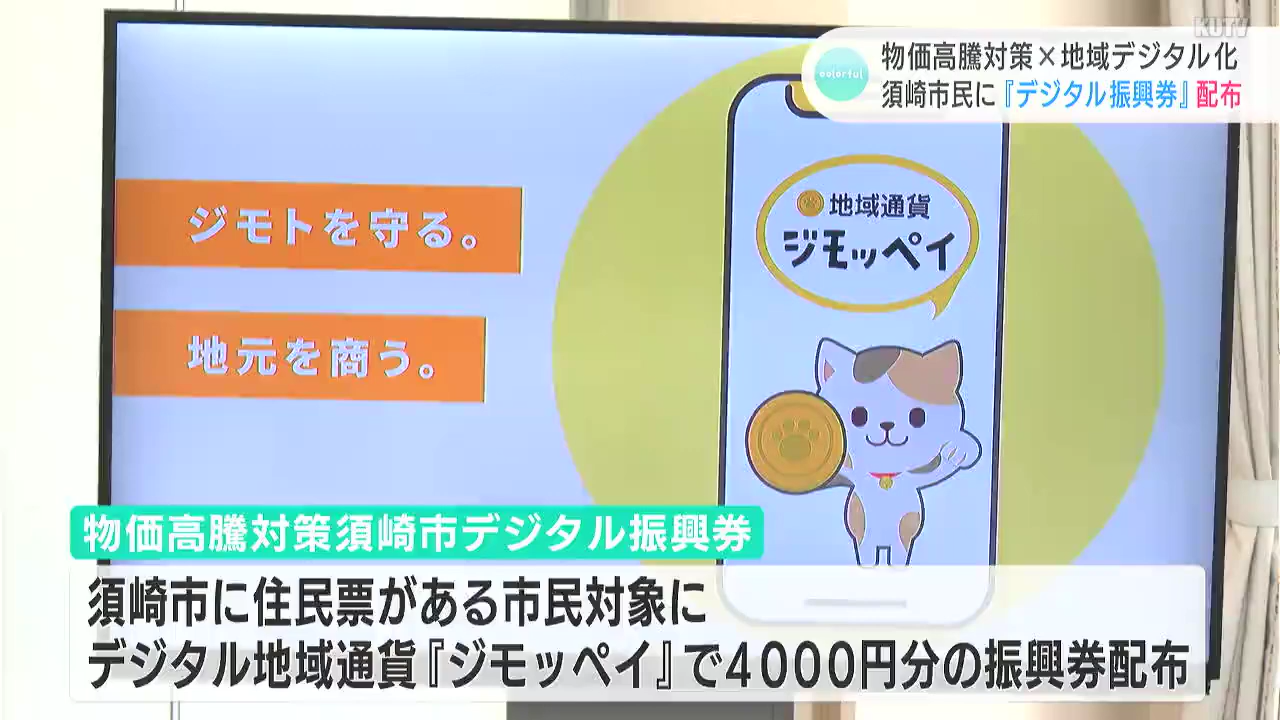 KUTV
colorful
物価高騰対策×地域デジタル化
須崎市民に『デジタル振興券』配布
ジモトを守る。
地元を商う。
地域通貨
ジモッペイ
物価高騰対策須崎市デジタル振興券
須崎市に住民票がある市民対象に
デジタル地域通貨『ジモッペイ』で4000円分の振興券配布